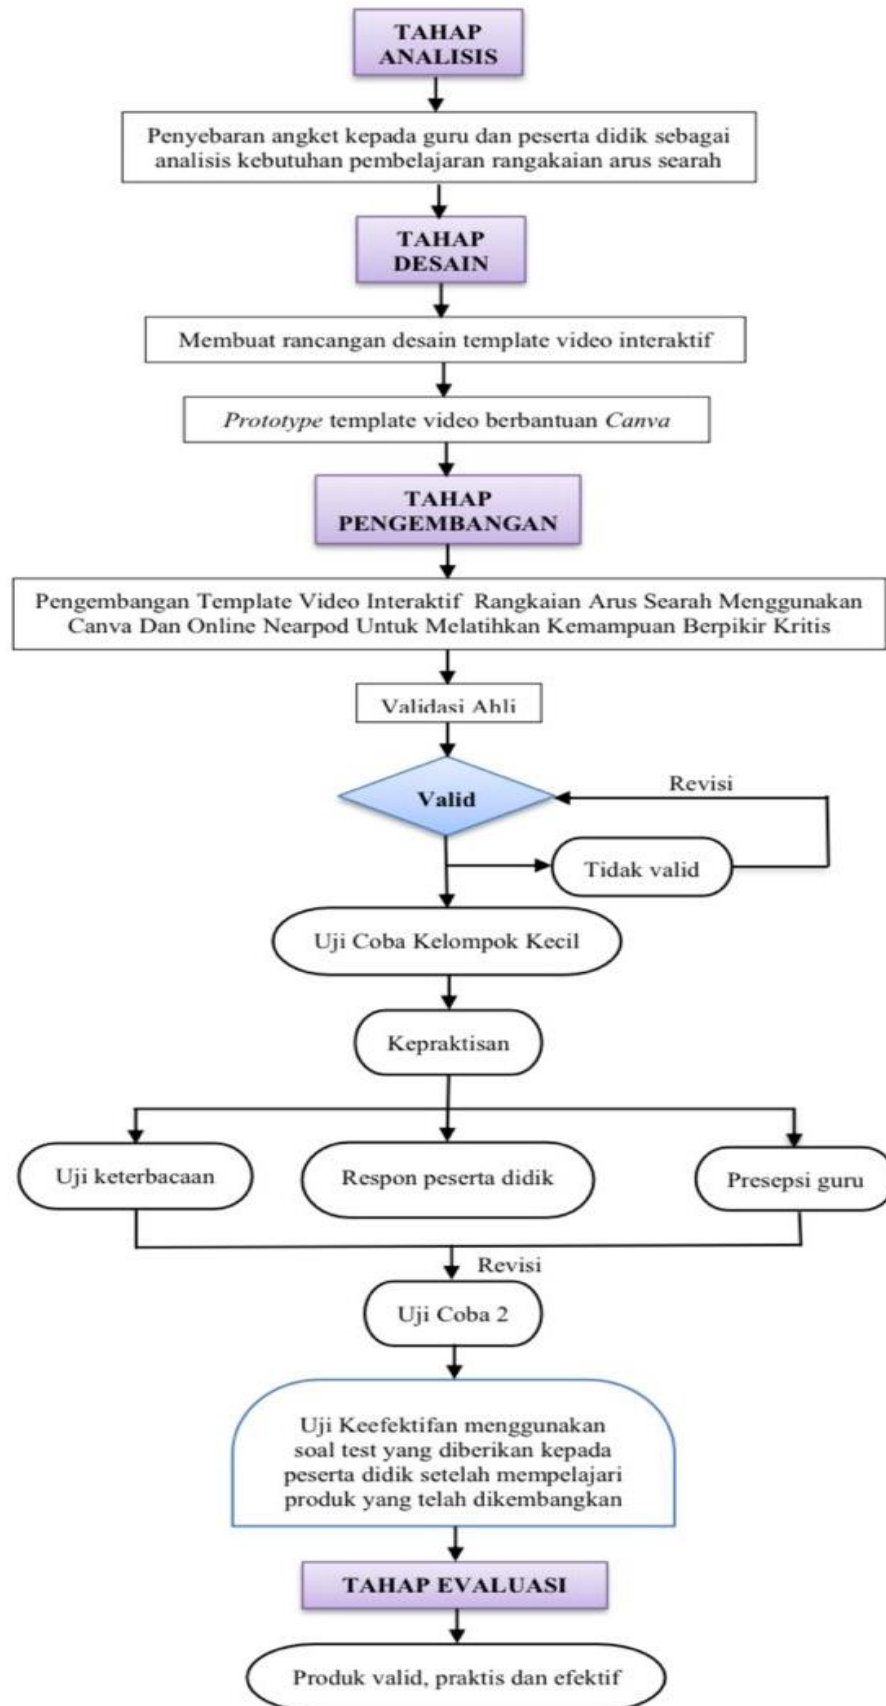 TAHAP
ANALISIS
Penyebaran angket kepada guru dan peserta didik sebagai
analisis kebutuhan pembelajaran rangakaian arus searah
TAHAP
DESAIN
Membuat rancangan desain template video interaktif
Prototype template video berbantuan Canva
TAHAP
PENGEMBANGAN
Pengembangan Template Video Interaktif Rangkaian Arus Searah Menggunakan
Canva Dan Online Nearpod Untuk Melatihkan Kemampuan Berpikir Kritis
Validasi Ahli
Revisi
Valid
Tidak valid
Uji Coba Kelompok Kecil
Kepraktisan
Uji keterbacaan
Respon peserta didik
Presepsi guru
Revisi
Uji Coba 2
Uji Keefektifan menggunakan
soal test yang diberikan kepada
peserta didik setelah mempelajari
produk yang telah dikembangkan
TAHAP EVALUASI
Produk valid, praktis dan efektif